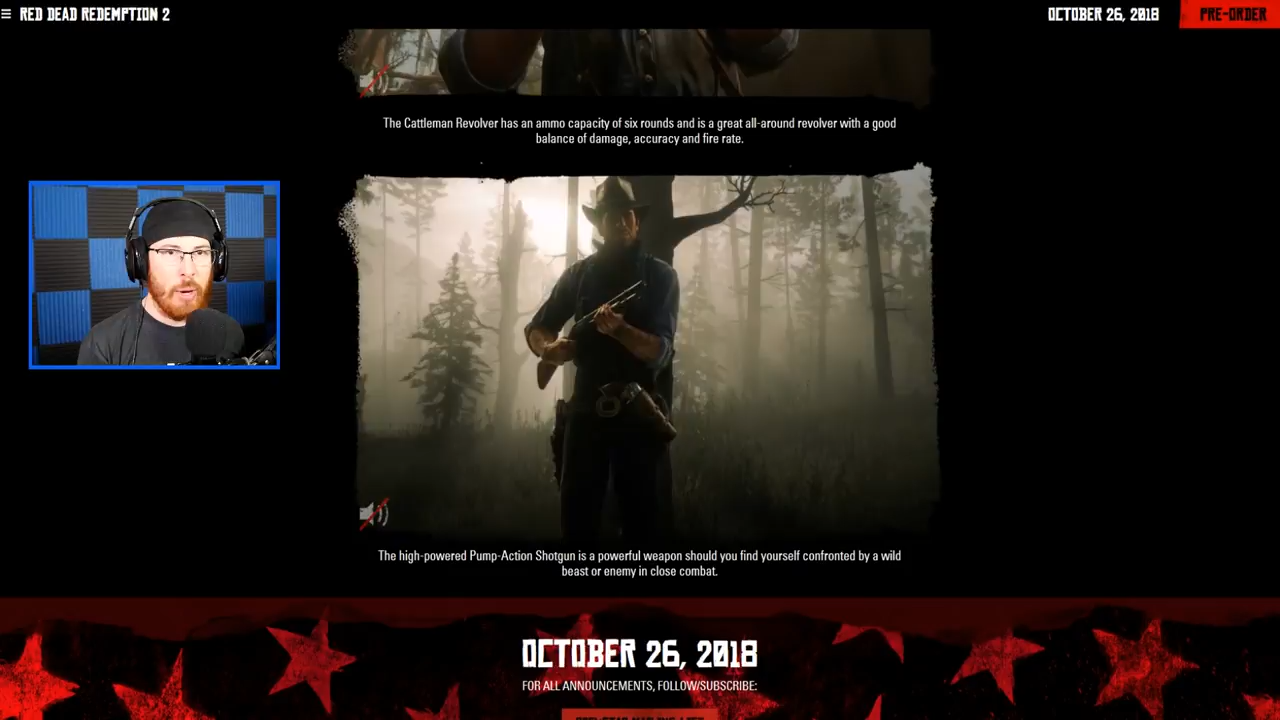 RED DEAD REDEMPTION 2
OCTOBER 26, 2018
PRE-ORDER
The Cattleman Revolver has an ammo capacity of six rounds and is a great all-around revolver with a good
balance of damage, accuracy and fire rate.
The high-powered Pump-Action Shotgun is a powerful weapon should you find yourself confronted by a wild
beast or enemy in close combat.
OCTOBER 26, 2018
FOR ALL ANNOUNCEMENTS, FOLLOW/SUBSCRIBE: